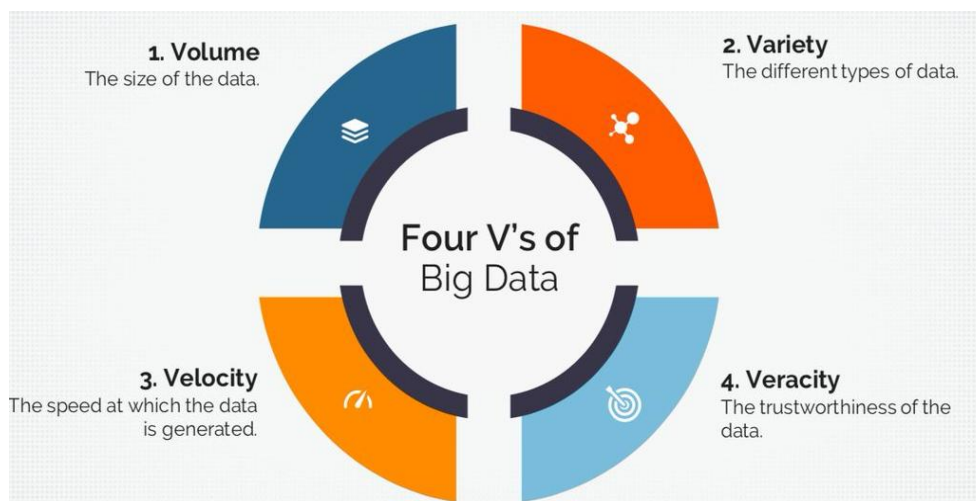 1. Volume
The size of the data.
2. Variety
The different types of data.
Four V's of
Big Data
3. Velocity
The speed at which the data
is generated.
4. Veracity
The trustworthiness of the
data.